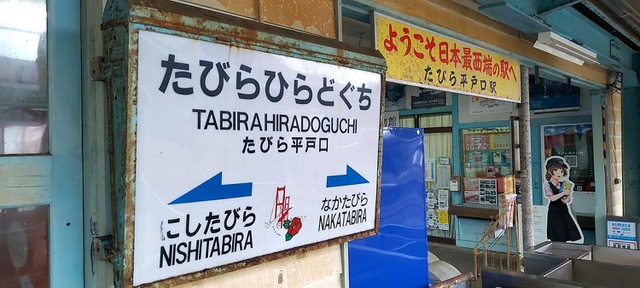 たびらひらどぐち
TABIRAHIRADOGUCHI
たびら平戸口
にしたびら
NISHITABIRA
なかたびら
NAKATABIRA
ようこそ日本最西端の駅へ
たびら平戸口駅